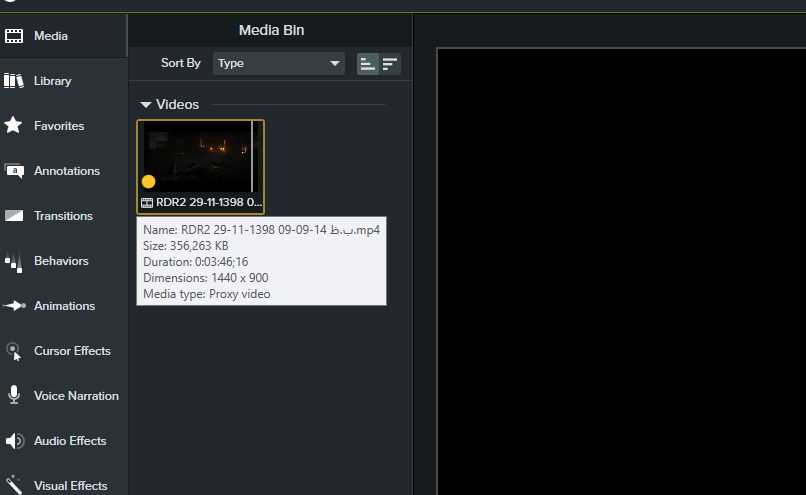 Media
Library
Favorites
Annotations
a
Transitions
Behaviors
Animations
Cursor Effects
Voice Narration
Audio Effects
Visual Effects
Media Bin
Sort By
Type
Videos
RDR2 29-11-1398 0...
Name: RDR2 29-11-1398 09-09-14 ب.ظ.mp4
Size: 356,263 KB
Duration: 0:03:46;16
Dimensions: 1440 x 900
Media type: Proxy video